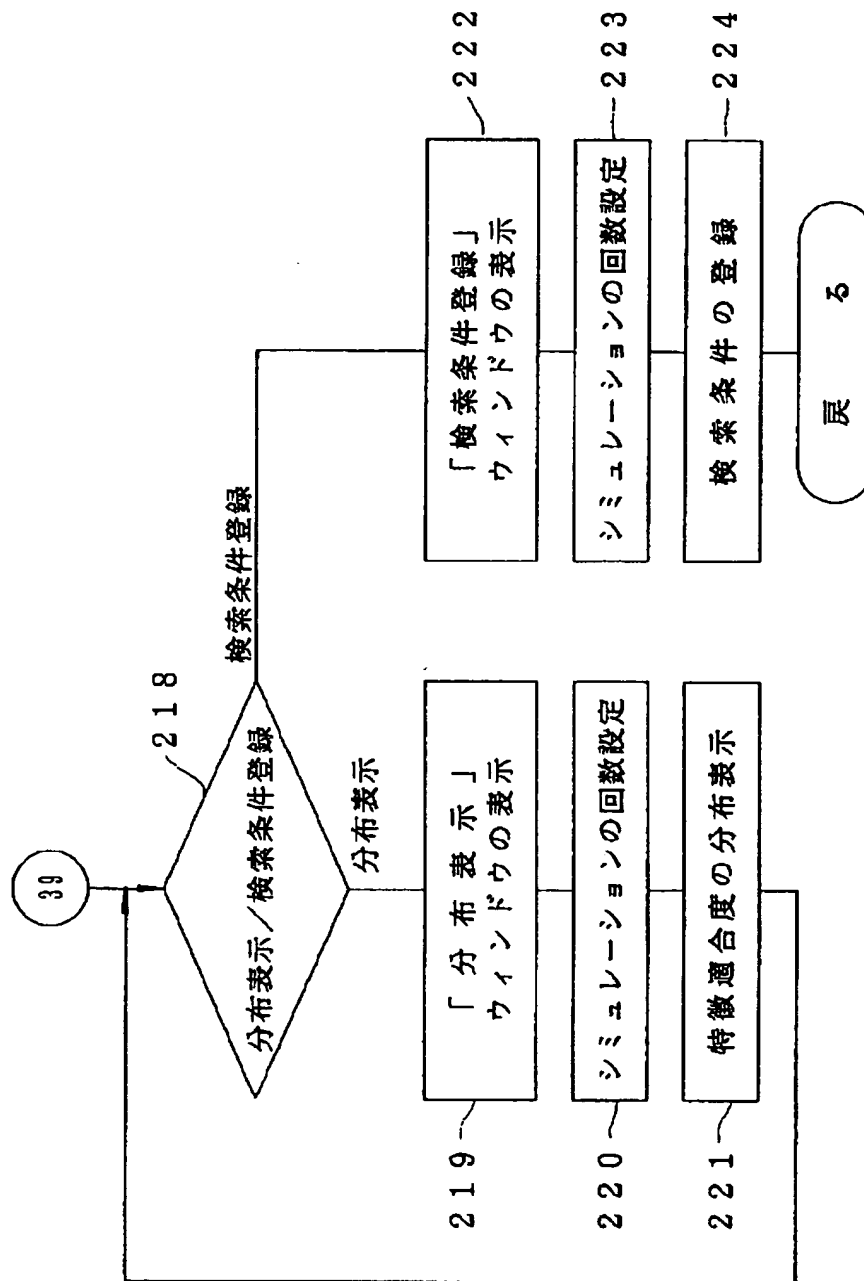 39
218
分布表示／検索条件登録
検索条件登録
分布表示
219
「分布表示」
ウィンドウの表示
220
シミュレーションの回数設定
221
特徴適合度の分布表示
222
「検索条件登録」
ウィンドウの表示
223
シミュレーションの回数設定
224
検索条件の登録
戻る